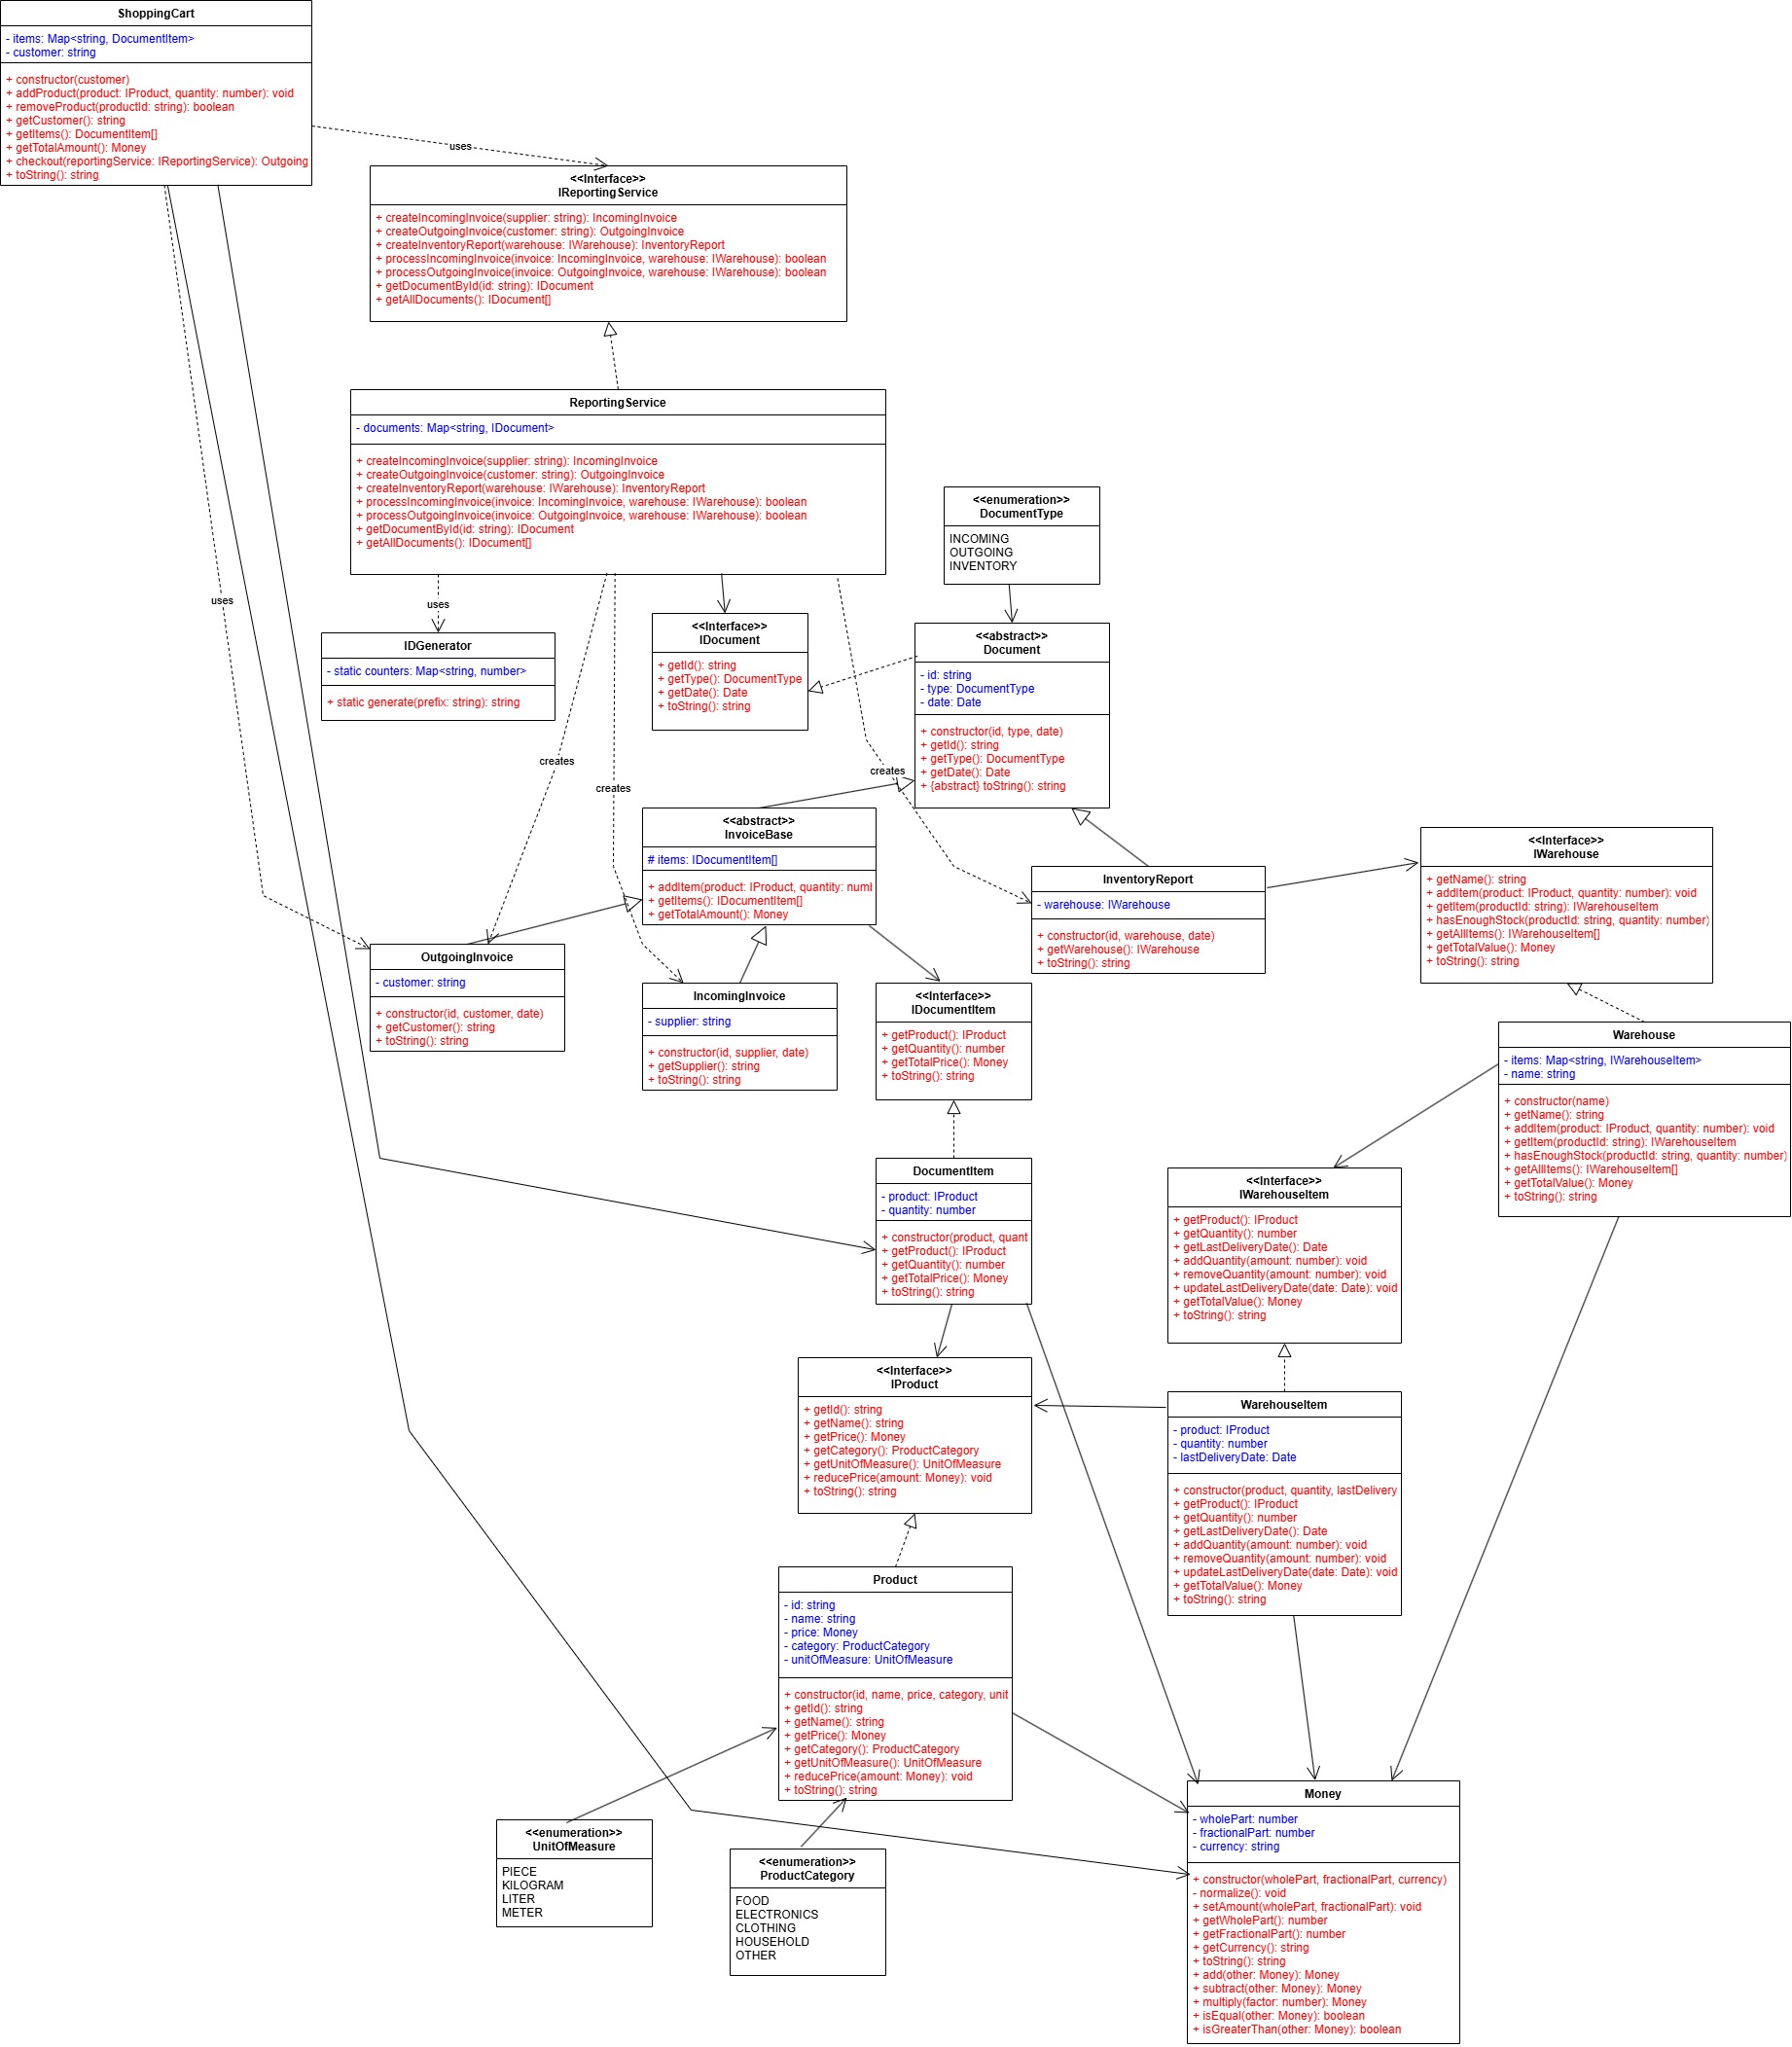 ShoppingCart
- items: Map<string, DocumentItem>
- customer: string
+ constructor(customer)
+ addProduct(product: IProduct, quantity: number): void
+ removeProduct(productId: string): boolean
+ getCustomer(): string
+ getItems(): DocumentItem[]
+ getTotalAmount(): Money
+ checkout(reportingService: IReportingService): Outgoing
+ toString(): string
uses
<<Interface>>
IReportingService
+ createIncomingInvoice(supplier: string): IncomingInvoice
+ createOutgoingInvoice(customer: string): OutgoingInvoice
+ createInventoryReport(warehouse: IWarehouse): InventoryReport
+ processIncomingInvoice(invoice: IncomingInvoice, warehouse: IWarehouse): boolean
+ processOutgoingInvoice(invoice: OutgoingInvoice, warehouse: IWarehouse): boolean
+ getDocumentById(id: string): IDocument
+ getAllDocuments(): IDocument[]
ReportingService
- documents: Map<string, IDocument>
+ createIncomingInvoice(supplier: string): IncomingInvoice
+ createOutgoingInvoice(customer: string): OutgoingInvoice
+ createInventoryReport(warehouse: IWarehouse): InventoryReport
+ processIncomingInvoice(invoice: IncomingInvoice, warehouse: IWarehouse): boolean
+ processOutgoingInvoice(invoice: OutgoingInvoice, warehouse: IWarehouse): boolean
+ getDocumentById(id: string): IDocument
+ getAllDocuments(): IDocument[]
<<enumeration>>
DocumentType
INCOMING
OUTGOING
INVENTORY
uses
uses
IDGenerator
- static counters: Map<string, number>
+ static generate(prefix: string): string
<<Interface>>
IDocument
+ getId(): string
+ getType(): DocumentType
+ getDate(): Date
+ toString(): string
<<abstract>>
Document
- id: string
- type: DocumentType
- date: Date
+ constructor(id, type, date)
+ getId(): string
+ getType(): DocumentType
+ getDate(): Date
+ {abstract} toString(): string
creates
creates
creates
<<abstract>>
InvoiceBase
# items: IDocumentItem[]
+ addItem(product: IProduct, quantity: numl
+ getItems(): IDocumentItem[]
+ getTotalAmount(): Money
InventoryReport
- warehouse: IWarehouse
+ constructor(id, warehouse, date)
+ getWarehouse(): IWarehouse
+ toString(): string
<<Interface>>
IWarehouse
+ getName(): string
+ addItem(product: IProduct, quantity: number): void
+ getItem(productId: string): IWarehouseItem
+ hasEnoughStock(productId: string, quantity: number)
+ getAllItems(): IWarehouseItem[]
+ getTotalValue(): Money
+ toString(): string
OutgoingInvoice
- customer: string
+ constructor(id, customer, date)
+ getCustomer(): string
+ toString(): string
IncomingInvoice
- supplier: string
+ constructor(id, supplier, date)
+ getSupplier(): string
+ toString(): string
<<Interface>>
IDocumentItem
+ getProduct(): IProduct
+ getQuantity(): number
+ getTotalPrice(): Money
+ toString(): string
Warehouse
- items: Map<string, IWarehouseItem>
- name: string
+ constructor(name)
+ getName(): string
+ addItem(product: IProduct, quantity: number): void
+ getItem(productId: string): IWarehouseItem
+ hasEnoughStock(productId: string, quantity: number)
+ getAllItems(): IWarehouseItem[]
+ getTotalValue(): Money
+ toString(): string
DocumentItem
- product: IProduct
- quantity: number
+ constructor(product, quant
+ getProduct(): IProduct
+ getQuantity(): number
+ getTotalPrice(): Money
+ toString(): string
<<Interface>>
IWarehouseItem
+ getProduct(): IProduct
+ getQuantity(): number
+ getLastDeliveryDate(): Date
+ addQuantity(amount: number): void
+ removeQuantity(amount: number): void
+ updateLastDeliveryDate(date: Date): void
+ getTotalValue(): Money
+ toString(): string
<<Interface>>
IProduct
+ getId(): string
+ getName(): string
+ getPrice(): Money
+ getCategory(): ProductCategory
+ getUnitOfMeasure(): UnitOfMeasure
+ reducePrice(amount: Money): void
+ toString(): string
WarehouseItem
- product: IProduct
- quantity: number
- lastDeliveryDate: Date
+ constructor(product, quantity, lastDelivery
+ getProduct(): IProduct
+ getQuantity(): number
+ getLastDeliveryDate(): Date
+ addQuantity(amount: number): void
+ removeQuantity(amount: number): void
+ updateLastDeliveryDate(date: Date): void
+ getTotalValue(): Money
+ toString(): string
Product
- id: string
- name: string
- price: Money
- category: ProductCategory
- unitOfMeasure: UnitOfMeasure
+ constructor(id, name, price, category, unit
+ getId(): string
+ getName(): string
+ getPrice(): Money
+ getCategory(): ProductCategory
+ getUnitOfMeasure(): UnitOfMeasure
+ reducePrice(amount: Money): void
+ toString(): string
<<enumeration>>
UnitOfMeasure
PIECE
KILOGRAM
LITER
METER
<<enumeration>>
ProductCategory
FOOD
ELECTRONICS
CLOTHING
HOUSEHOLD
OTHER
Money
- wholePart: number
- fractionalPart: number
- currency: string
+ constructor(wholePart, fractionalPart, currency)
- normalize(): void
+ setAmount(wholePart, fractionalPart): void
+ getWholePart(): number
+ getFractionalPart(): number
+ getCurrency(): string
+ toString(): string
+ add(other: Money): Money
+ subtract(other: Money): Money
+ multiply(factor: number): Money
+ isEqual(other: Money): boolean
+ isGreaterThan(other: Money): boolean